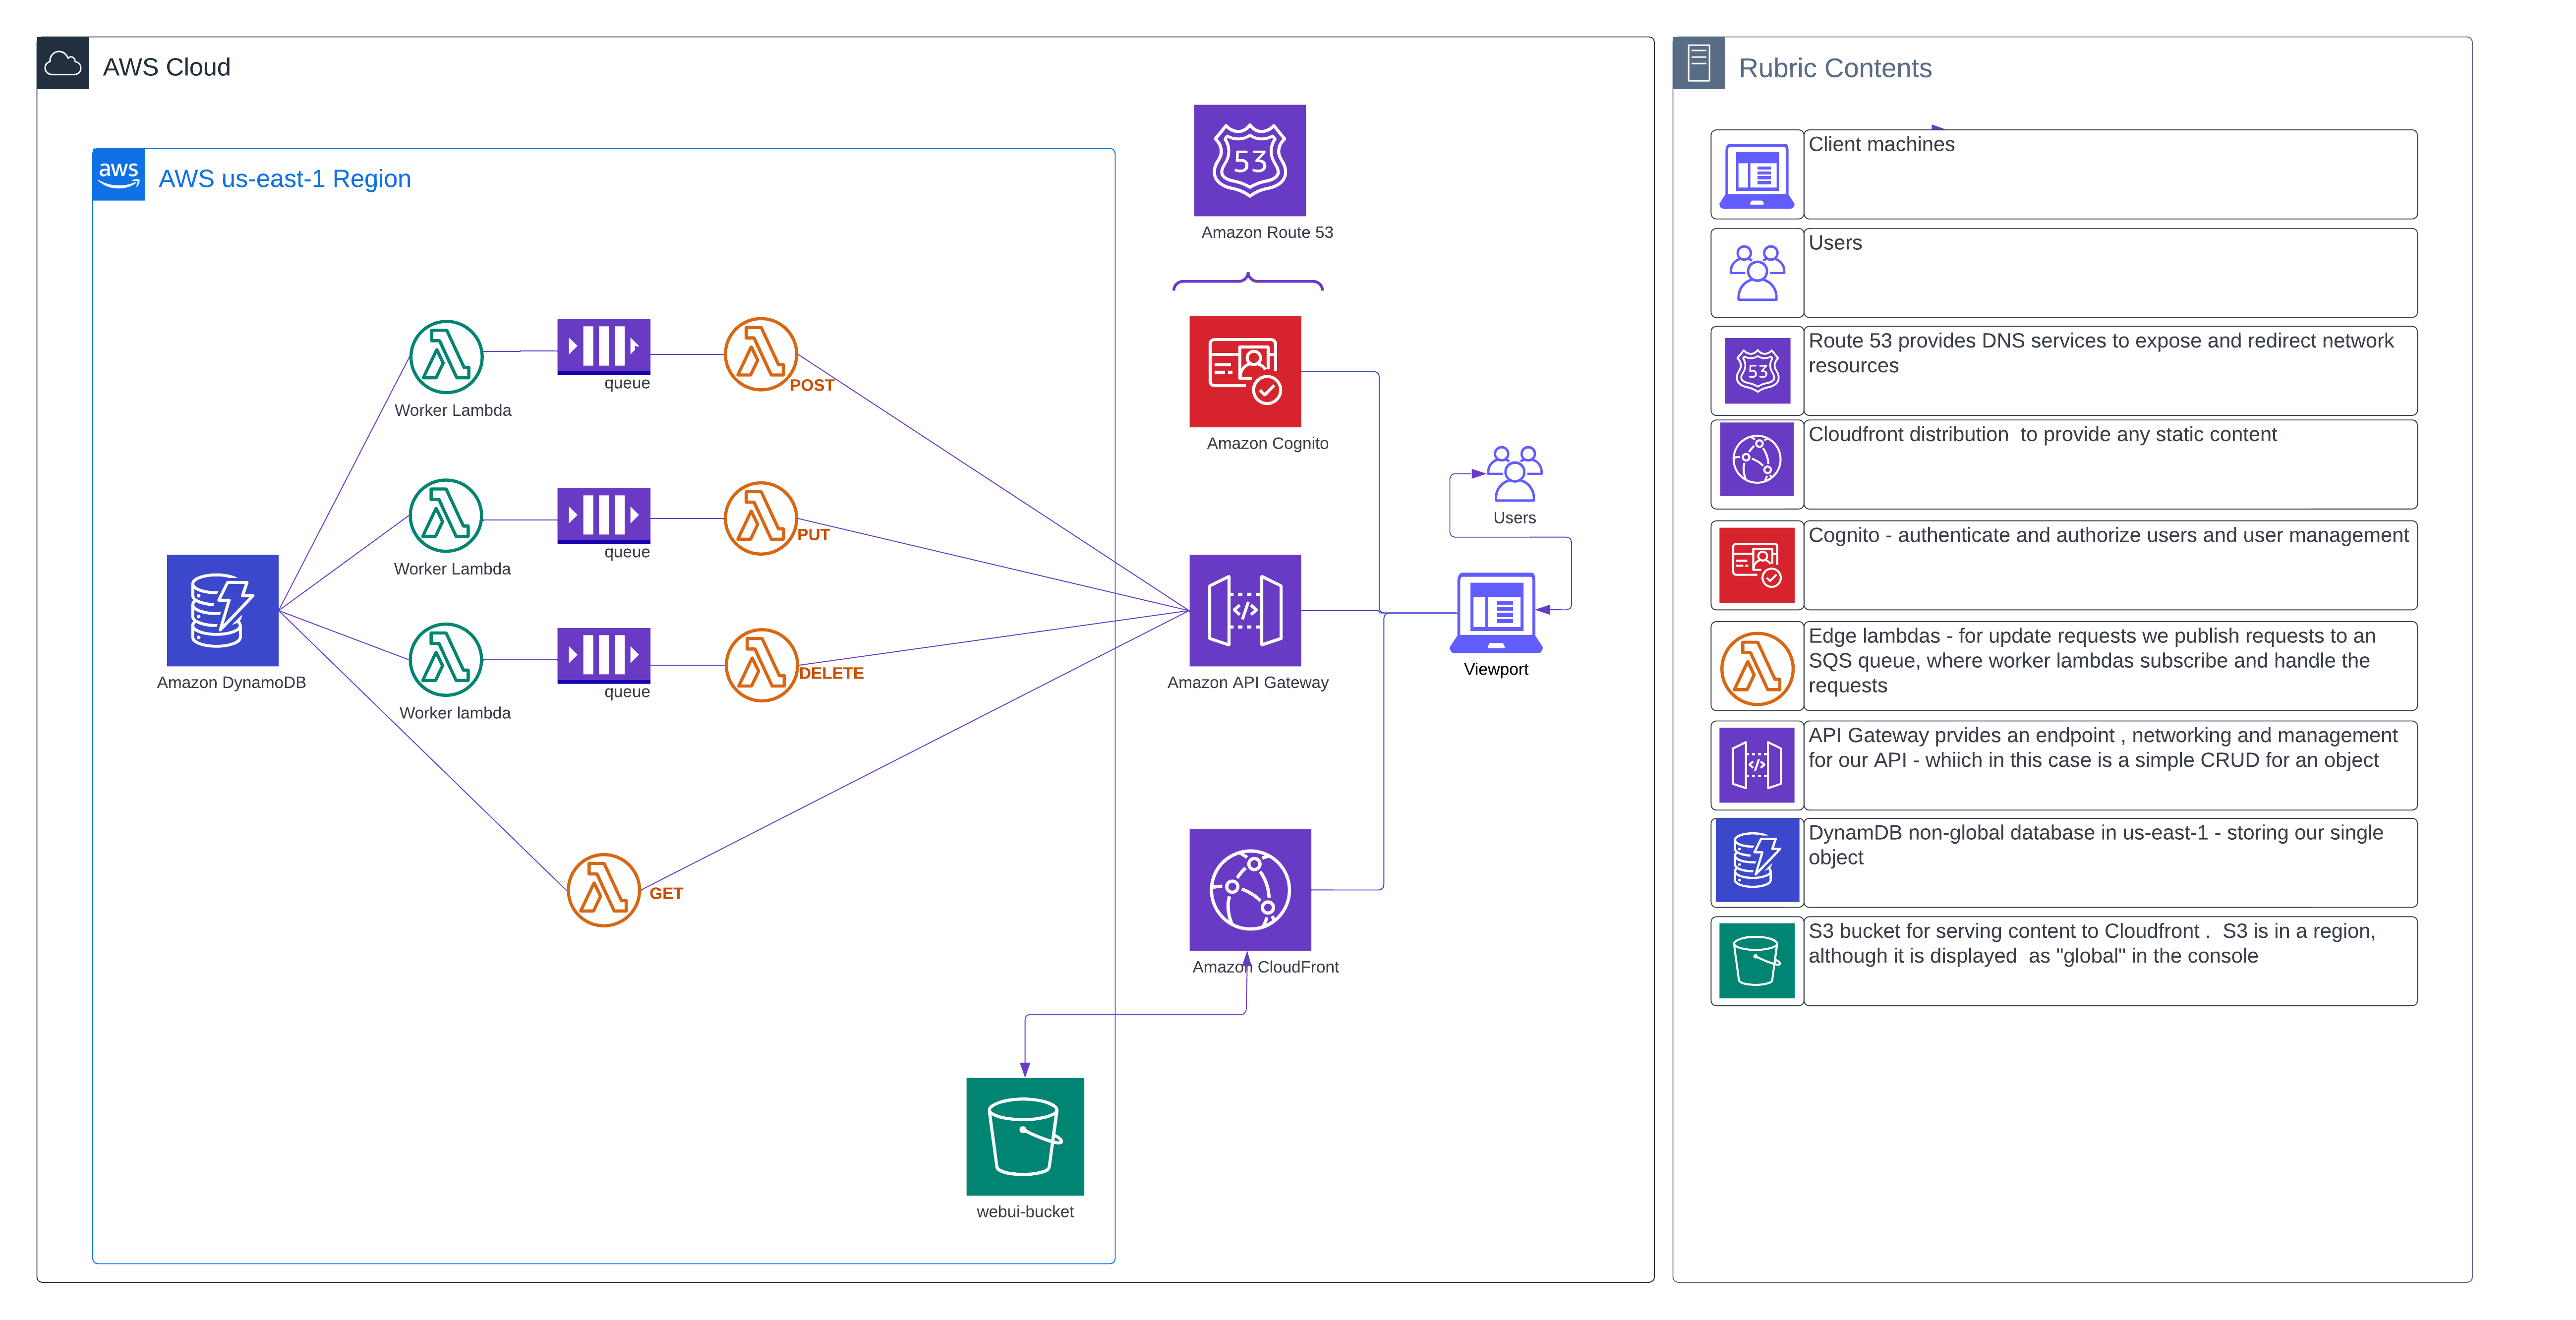 AWS Cloud
aws
AWS us-east-1 Region
53
Amazon Route 53
queue
POST
Worker Lambda
Amazon Cognito
Users
queue
PUT
Worker Lambda
Amazon DynamoDB
queue
DELETE
Worker lambda
</>
Amazon API Gateway
Viewport
GET
Amazon CloudFront
webui-bucket
Rubric Contents
Client machines
Users
53
Route 53 provides DNS services to expose and redirect network
resources
Cloudfront distribution  to provide any static content
Cognito - authenticate and authorize users and user management
Edge lambdas - for update requests we publish requests to an
SQS queue, where worker lambdas subscribe and handle the
requests
</>
API Gateway prvides an endpoint , networking and management
for our API - whiich in this case is a simple CRUD for an object
DynamDB non-global database in us-east-1 - storing our single
object
S3 bucket for serving content to Cloudfront .  S3 is in a region,
although it is displayed  as "global" in the console